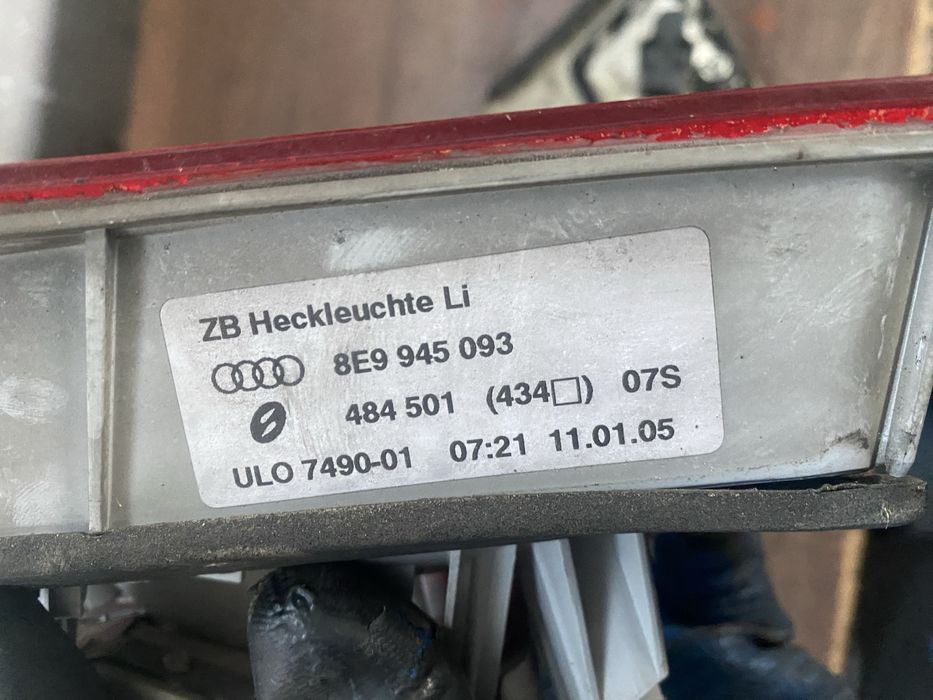 ZB Heckleuchte Li
8E9 945 093
484 501 (434□) 07S
ULO 7490-01 07:21 11.01.05